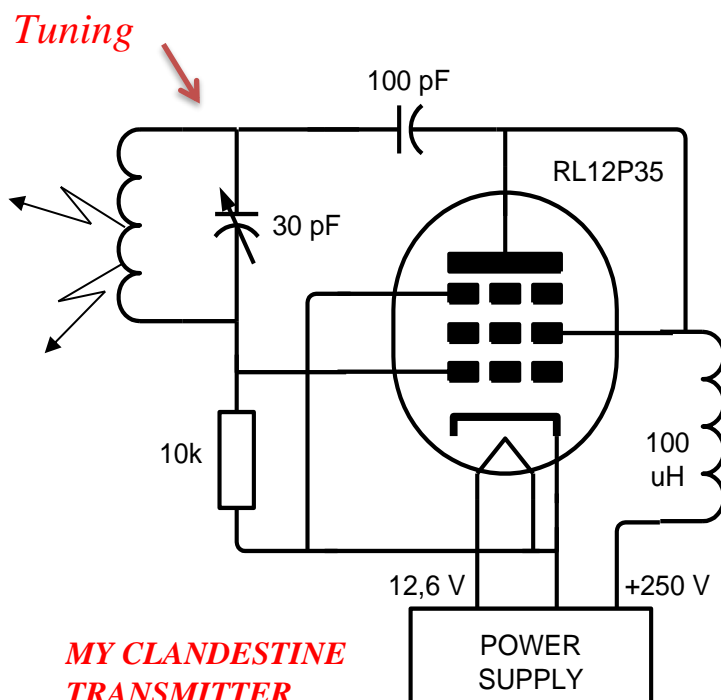 Tuning
100 pF
RL12P35
30 pF
10k
100
uH
12,6 V
+250 V
POWER
SUPPLY
MY CLANDESTINE
TRANSMITTER